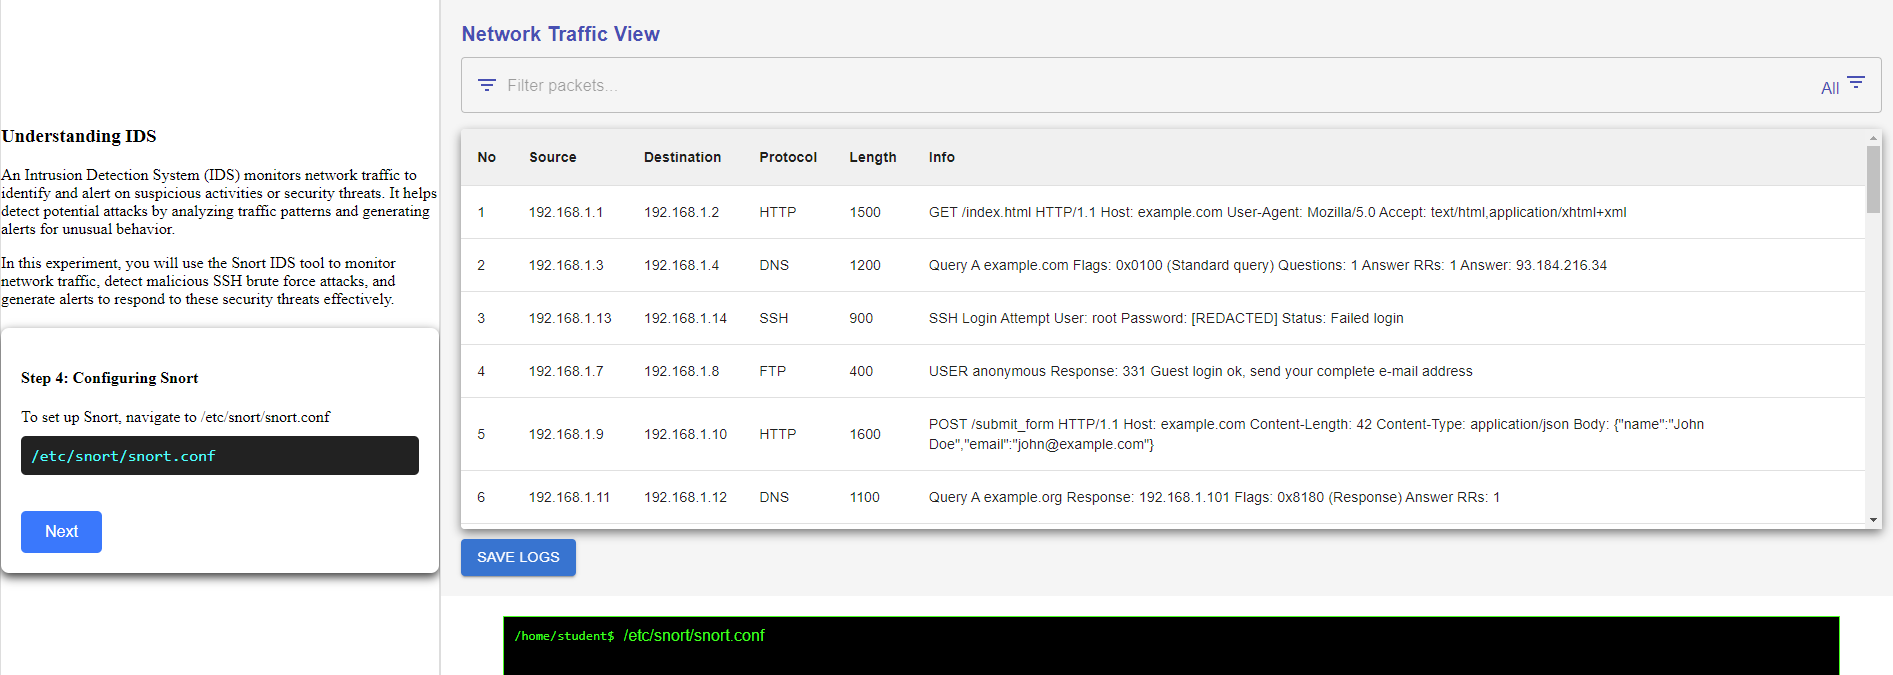 Understanding IDS
An Intrusion Detection System (IDS) monitors network traffic to
identify and alert on suspicious activities or security threats. It helps
detect potential attacks by analyzing traffic patterns and generating
alerts for unusual behavior.
In this experiment, you will use the Snort IDS tool to monitor
network traffic, detect malicious SSH brute force attacks, and
generate alerts to respond to these security threats effectively.
Step 4: Configuring Snort
To set up Snort, navigate to /etc/snort/snort.conf
/etc/snort/snort.conf
Next
Network Traffic View
Filter packets...
All
No Source Destination Protocol Length Info
1 192.168.1.1 192.168.1.2 HTTP 1500 GET /index.html HTTP/1.1 Host: example.com User-Agent: Mozilla/5.0 Accept: text/html,application/xhtml+xml
2 192.168.1.3 192.168.1.4 DNS 1200 Query A example.com Flags: 0x0100 (Standard query) Questions: 1 Answer RRs: 1 Answer: 93.184.216.34
3 192.168.1.13 192.168.1.14 SSH 900 SSH Login Attempt User: root Password: [REDACTED] Status: Failed login
4 192.168.1.7 192.168.1.8 FTP 400 USER anonymous Response: 331 Guest login ok, send your complete e-mail address
5 192.168.1.9 192.168.1.10 HTTP 1600 POST /submit_form HTTP/1.1 Host: example.com Content-Length: 42 Content-Type: application/json Body: {"name":"John
Doe","email":"john@example.com"}
6 192.168.1.11 192.168.1.12 DNS 1100 Query A example.org Response: 192.168.1.101 Flags: 0x8180 (Response) Answer RRs: 1
SAVE LOGS
/home/student$ /etc/snort/snort.conf